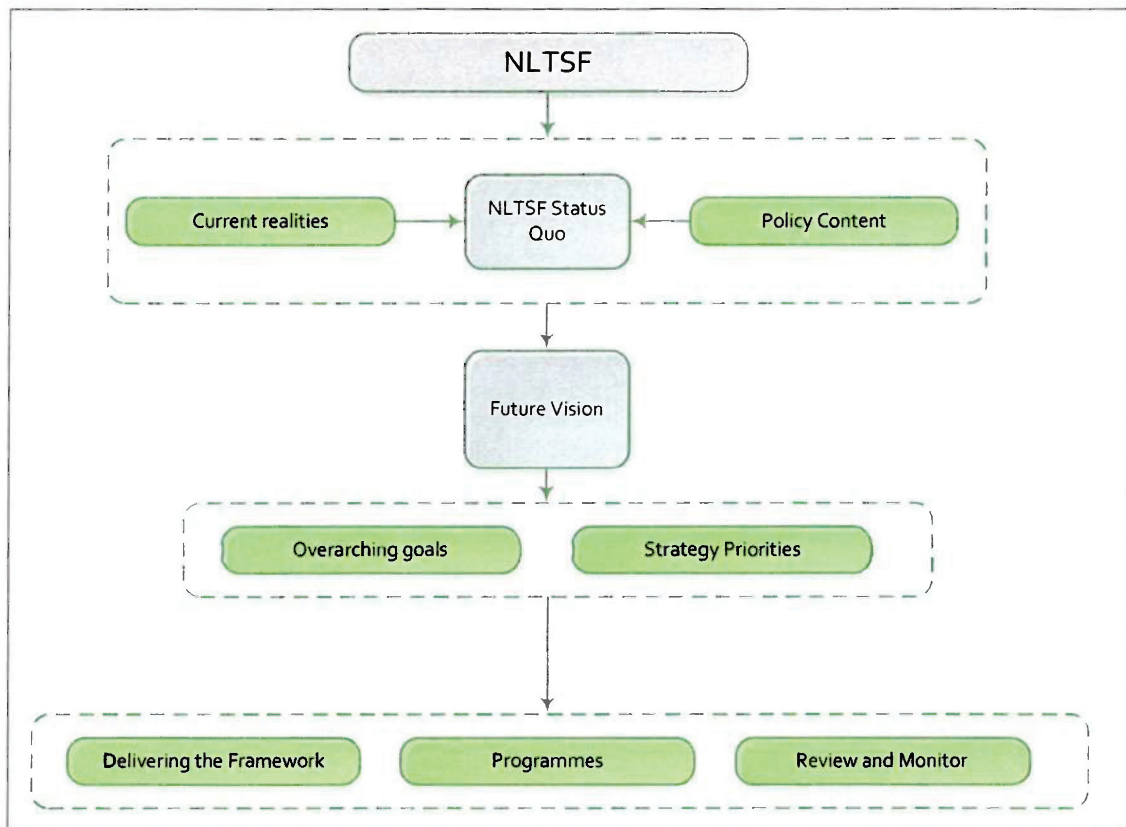 NLTSF
Current realities
NLTSF Status
Quo
Policy Content
Future Vision
Overarching goals
Strategy Priorities
Delivering the Framework
Programmes
Review and Monitor